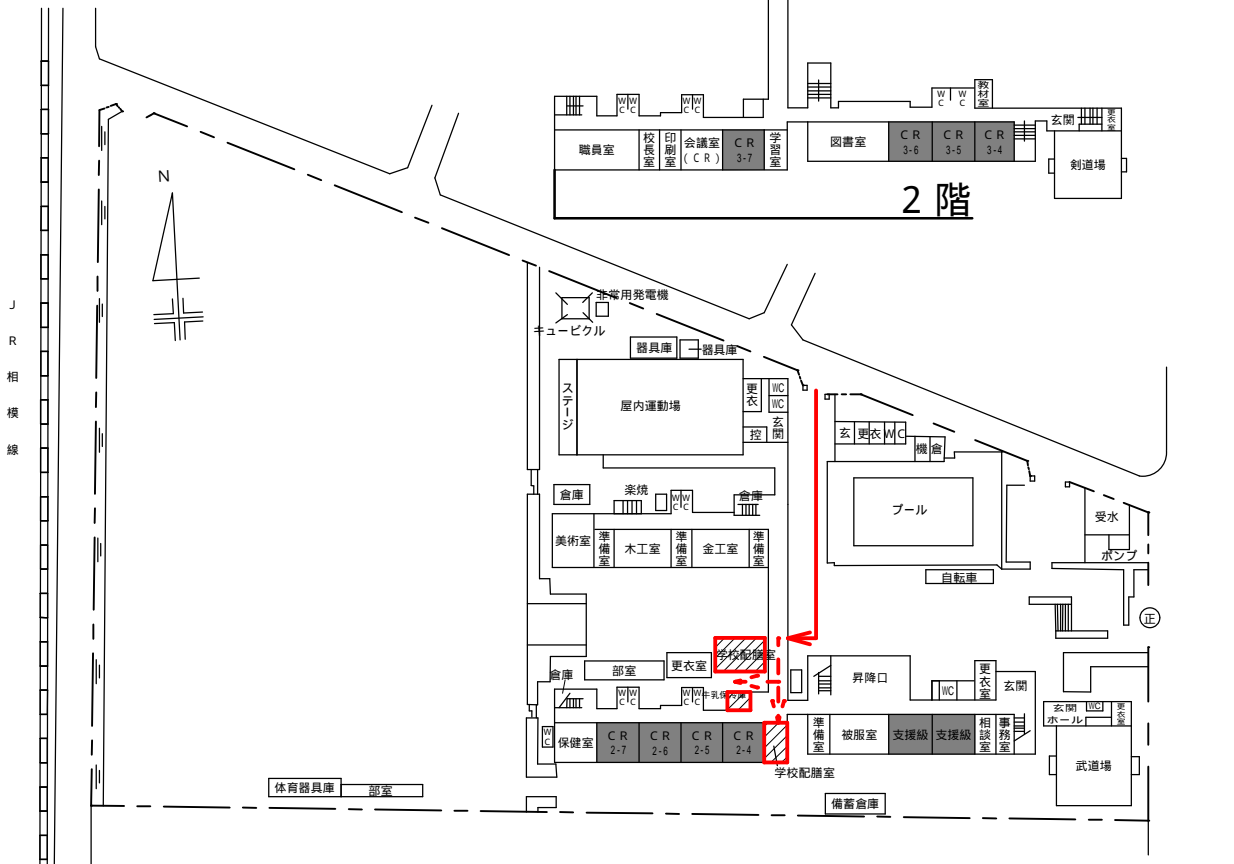 教材室
WC WC
WC WC
WC WC
玄関
更衣室
職員室
校長室
印刷室
会議室
(CR)
CR
3-7
学習室
図書室
CR
3-6
CR
3-5
CR
3-4
剣道場
2階
N
JR相模線
非常用発電機
キュービクル
器具庫
器具庫
ステージ
屋内運動場
更衣
WC
WC
玄関
控
玄
更衣
WC
機
倉
プール
受水
ポンプ
自転車
正
倉庫
楽焼
WC WC
倉庫
美術室
準備室
木工室
準備室
金工室
準備室
学校配膳室
更衣室
部室
倉庫
WC WC
WC WC
牛乳保冷庫
昇降口
WC
更衣室
玄関
WC
保健室
CR
2-7
CR
2-6
CR
2-5
CR
2-4
学校配膳室
準備室
被服室
支援級
支援級
相談室
事務室
玄関
ホール
WC
更衣室
武道場
体育器具庫
部室
備蓄倉庫